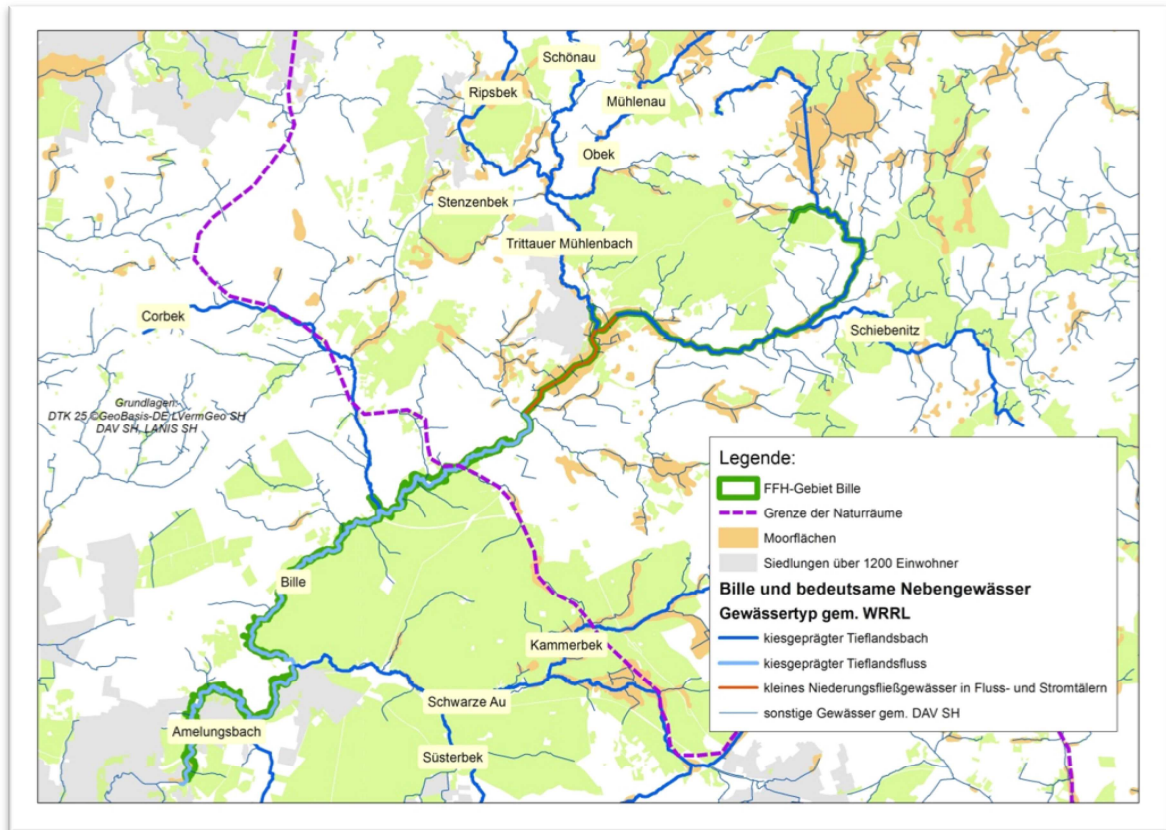 Schönau
Ripsbek
Mühlenau
Obek
Stenzenbek
Trittauer Mühlenbach
Corbek
Schiebenitz
Grundlagen:
DTK 25 ©GeoBasis-DE LVermGeo SH
DAV SH, LANIS SH
Bille
Kammerbek
Schwarze Au
Amelungsbach
Süsterbek
Legende:
FFH-Gebiet Bille
Grenze der Naturräume
Moorflächen
Siedlungen über 1200 Einwohner
Bille und bedeutsame Nebengewässer
Gewässertyp gem. WRRL
kiesgeprägter Tieflandsbach
kiesgeprägter Tieflandsfluss
kleines Niederungsfließgewässer in Fluss- und Stromtälern
sonstige Gewässer gem. DAV SH